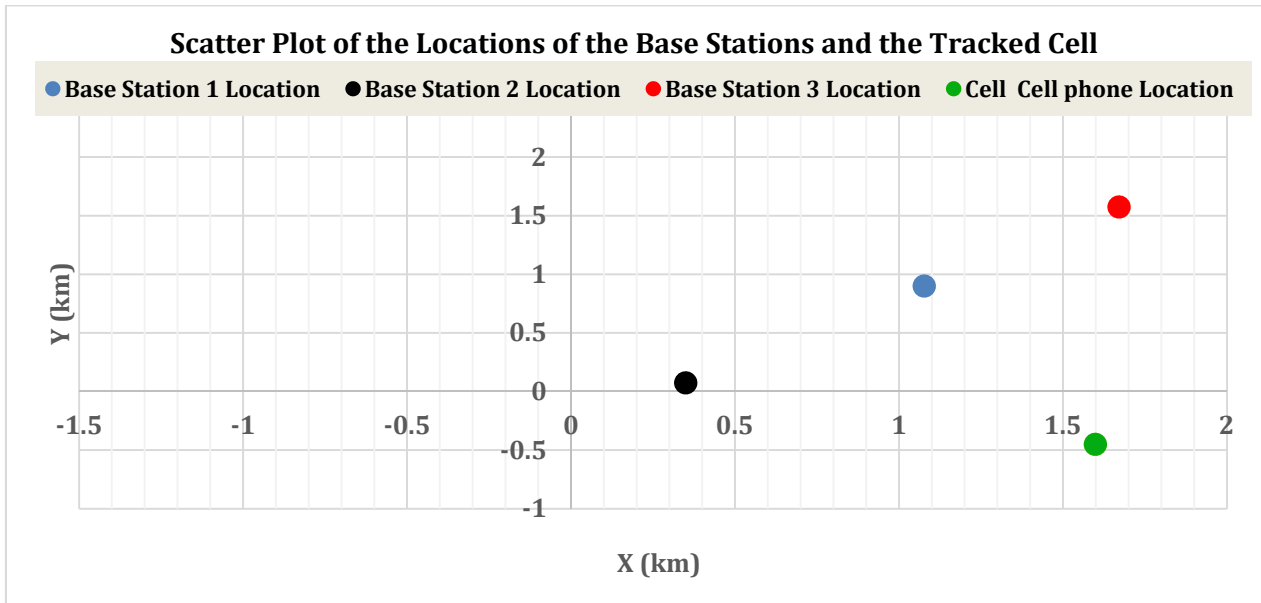 Scatter Plot of the Locations of the Base Stations and the Tracked Cell
Base Station 1 Location Base Station 2 Location Base Station 3 Location Cell Cell phone Location
2
1.5
1
0.5
0
-0.5
-1
-1.5 -1 -0.5 0 0.5 1 1.5 2
Y (km)
X (km)